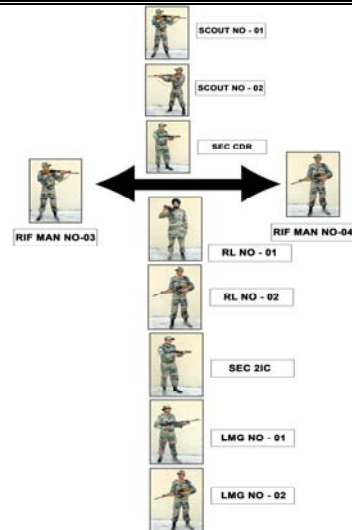 SCOUT NO - 01
SCOUT NO - 02
SEC CDR
RIF MAN NO-03
RIF MAN NO-04
RL NO - 01
RL NO - 02
SEC 2IC
LMG NO - 01
LMG NO - 02